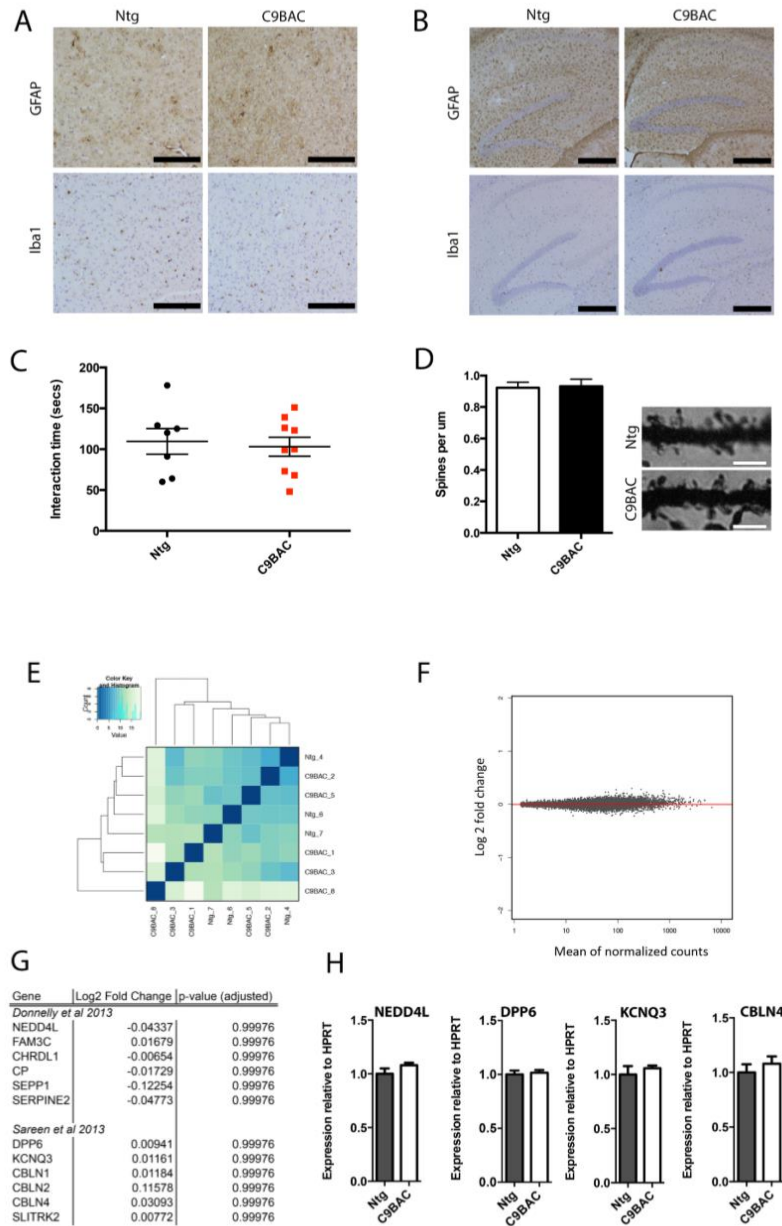 A
Ntg
C9BAC
GFAP
Iba1
B
Ntg
C9BAC
GFAP
Iba1
C
Interaction time (secs)
200
150
100
50
0
Ntg
C9BAC
D
Spines per um
1.0
0.8
0.6
0.4
0.2
0.0
Ntg
C9BAC
Ntg
C9BAC
E
Color Key
and Histogram
Count
0 5 10 15
Value
Ntg_4
C9BAC_2
C9BAC_5
Ntg_6
Ntg_7
C9BAC_1
C9BAC_3
C9BAC_8
C9BAC_8
C9BAC_3
C9BAC_1
Ntg_7
Ntg_6
C9BAC_5
C9BAC_2
Ntg_4
F
Log 2 fold change
2
1
0
-1
-2
1 10 100 1000 10000
Mean of normalized counts
G
Gene Log2 Fold Change p-value (adjusted)
Donnelly et al 2013
NEDD4L -0.04337 0.99976
FAM3C 0.01679 0.99976
CHRDL1 -0.00654 0.99976
CP -0.01729 0.99976
SEPP1 -0.12254 0.99976
SERPINE2 -0.04773 0.99976
Sareen et al 2013
DPP6 0.00941 0.99976
KCNQ3 0.01161 0.99976
CBLN1 0.01184 0.99976
CBLN2 0.11578 0.99976
CBLN4 0.03093 0.99976
SLITRK2 0.00772 0.99976
H
NEDD4L
Expression relative to HPRT
1.5
1.0
0.5
0.0
Ntg
C9BAC
DPP6
Expression relative to HPRT
1.5
1.0
0.5
0.0
Ntg
C9BAC
KCNQ3
Expression relative to HPRT
1.5
1.0
0.5
0.0
Ntg
C9BAC
CBLN4
Expression relative to HPRT
1.5
1.0
0.5
0.0
Ntg
C9BAC